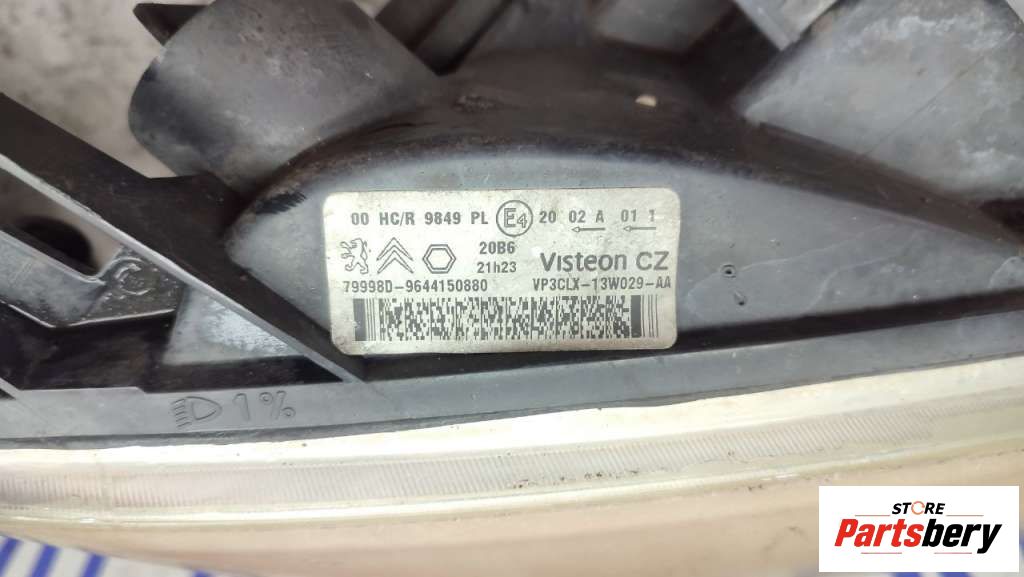 00 HC/R 9849 PL E4 20 02 A 01 1
20B6
21h23 Visteon CZ
79998D-9644150880 VP3CLX-13W029-AA
1%
STORE
Partsbery